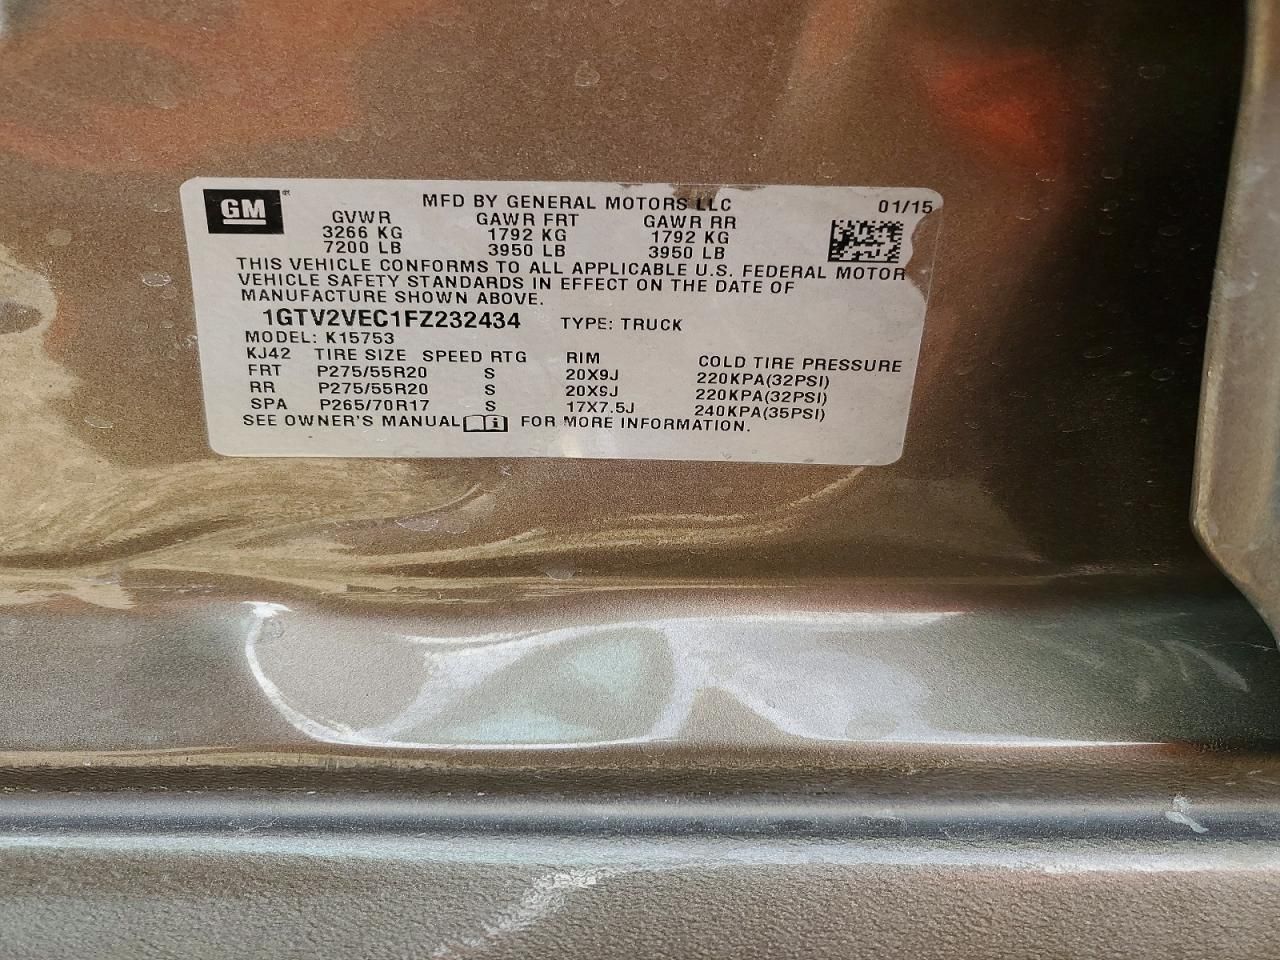 GM MFD BY GENERAL MOTORS LLC 01/15
GVWR GAWR FRT GAWR RR
3266 KG 1792 KG 1792 KG
7200 LB 3950 LB 3950 LB
THIS VEHICLE CONFORMS TO ALL APPLICABLE U.S. FEDERAL MOTOR
VEHICLE SAFETY STANDARDS IN EFFECT ON THE DATE OF
MANUFACTURE SHOWN ABOVE.
1GTV2VEC1FZ232434 TYPE: TRUCK
MODEL: K15753
KJ42 TIRE SIZE SPEED RTG RIM COLD TIRE PRESSURE
FRT P275/55R20 S 20X9J 220KPA(32PSI)
RR P275/55R20 S 20X9J 220KPA(32PSI)
SPA P265/70R17 S 17X7.5J 240KPA(35PSI)
SEE OWNER'S MANUAL i FOR MORE INFORMATION.